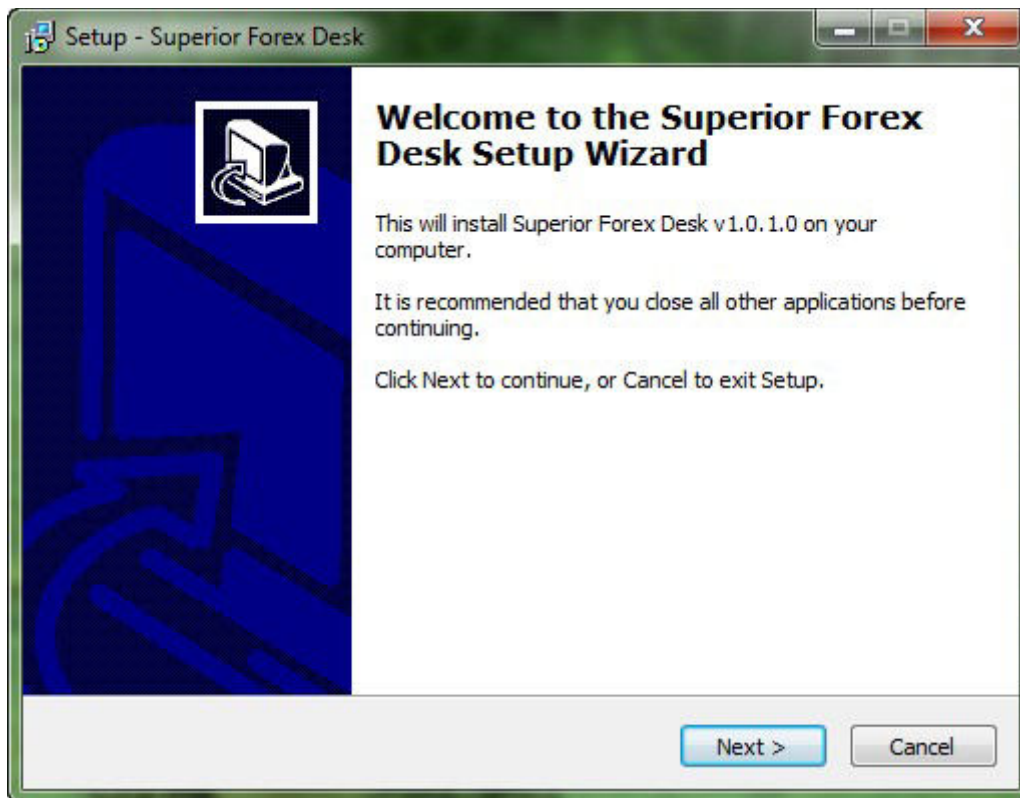 Setup - Superior Forex Desk
Welcome to the Superior Forex
Desk Setup Wizard
This will install Superior Forex Desk v1.0.1.0 on your
computer.
It is recommended that you close all other applications before
continuing.
Click Next to continue, or Cancel to exit Setup.
Next >
Cancel